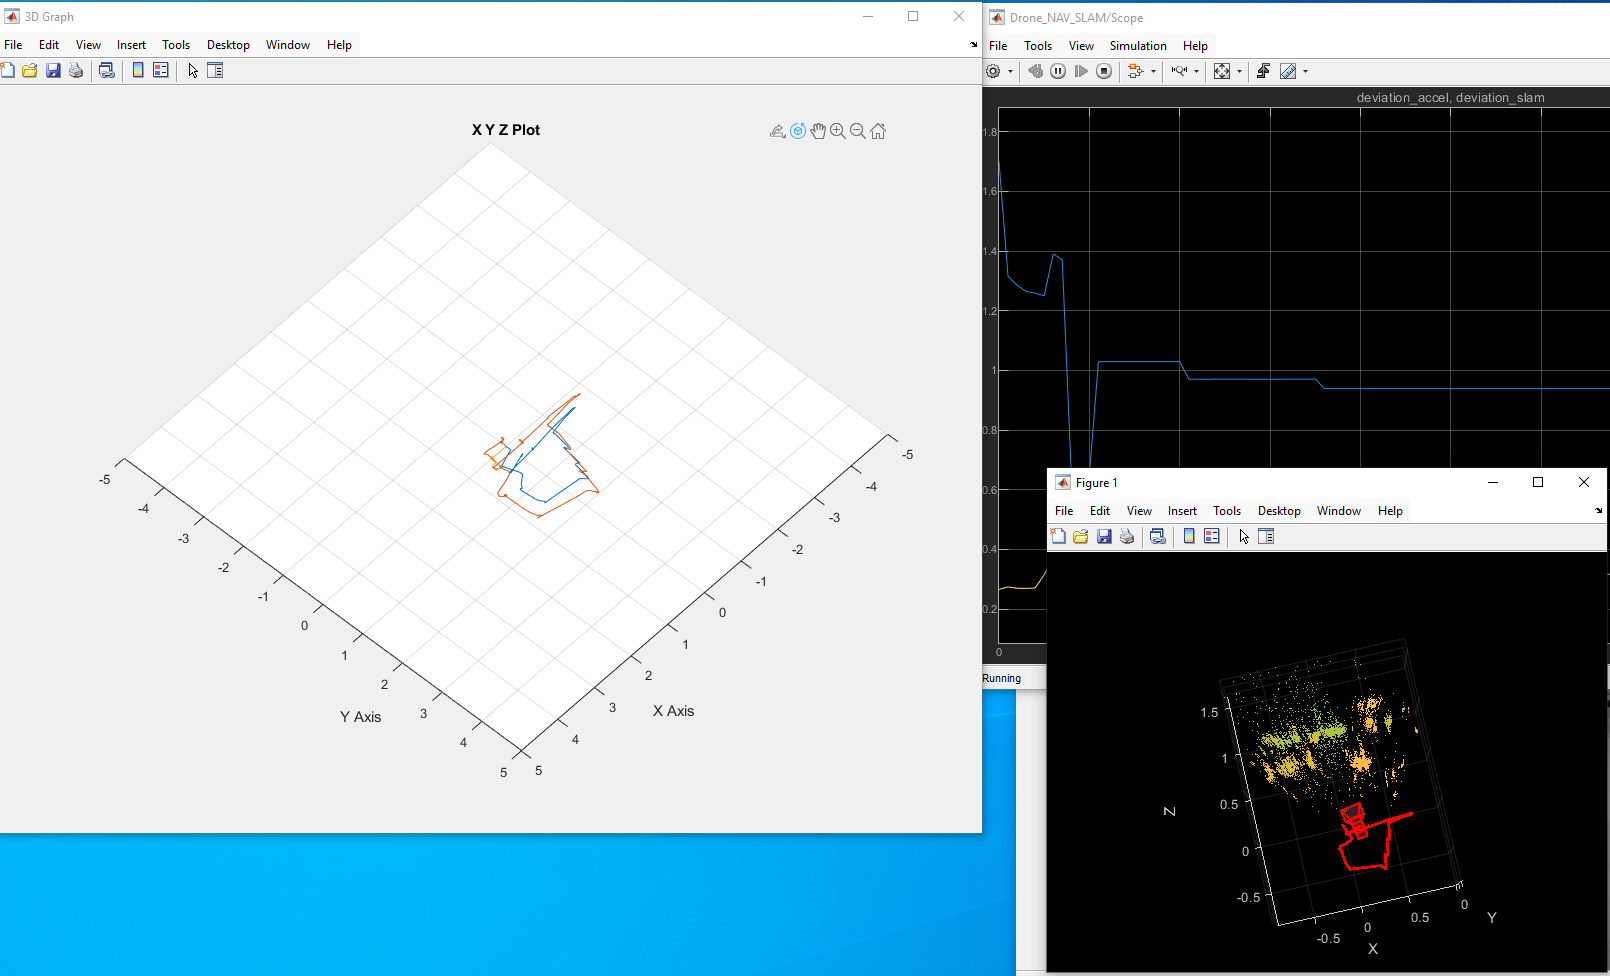 3D Graph
File Edit View Insert Tools Desktop Window Help
X Y Z Plot
-5
-4
-3
-2
-1
0
1
2
3
4
5
Y Axis
-5
-4
-3
-2
-1
0
1
2
3
4
5
X Axis
Drone_NAV_SLAM/Scope
File Tools View Simulation Help
deviation_accel, deviation_slam
1.8
1.6
1.4
1.2
1
0.8
0.6
0.4
0.2
0
Running
Figure 1
File Edit View Insert Tools Desktop Window Help
1.5
1
0.5
0
-0.5
Z
-0.5
0
0.5
X
0
Y